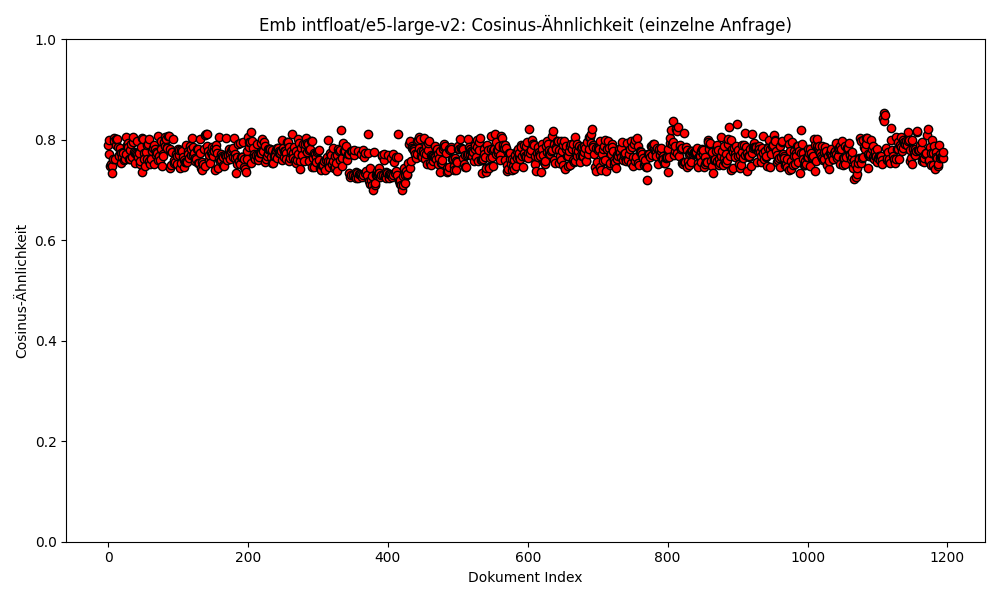 Emb intfloat/e5-large-v2: Cosinus-Ähnlichkeit (einzelne Anfrage)
1.0
0.8
0.6
0.4
0.2
0.0
Cosinus-Ähnlichkeit
0 200 400 600 800 1000 1200
Dokument Index